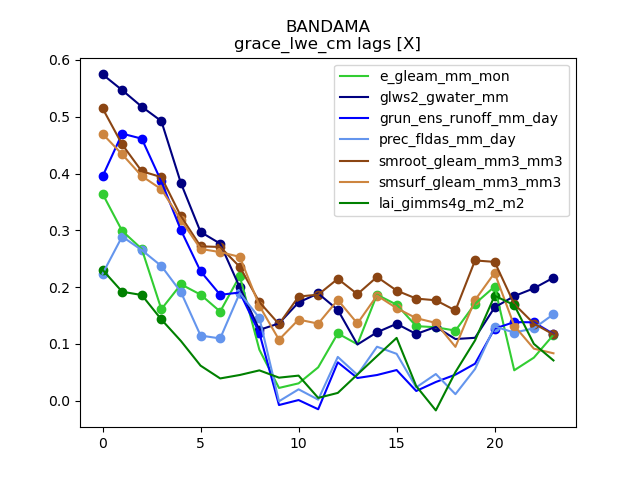 BANDAMA
grace_lwe_cm lags [X]
0.6
0.5
0.4
0.3
0.2
0.1
0.0
e_gleam_mm_mon
glws2_gwater_mm
grun_ens_runoff_mm_day
prec_fldas_mm_day
smroot_gleam_mm3_mm3
smsurf_gleam_mm3_mm3
lai_gimms4g_m2_m2
0 5 10 15 20